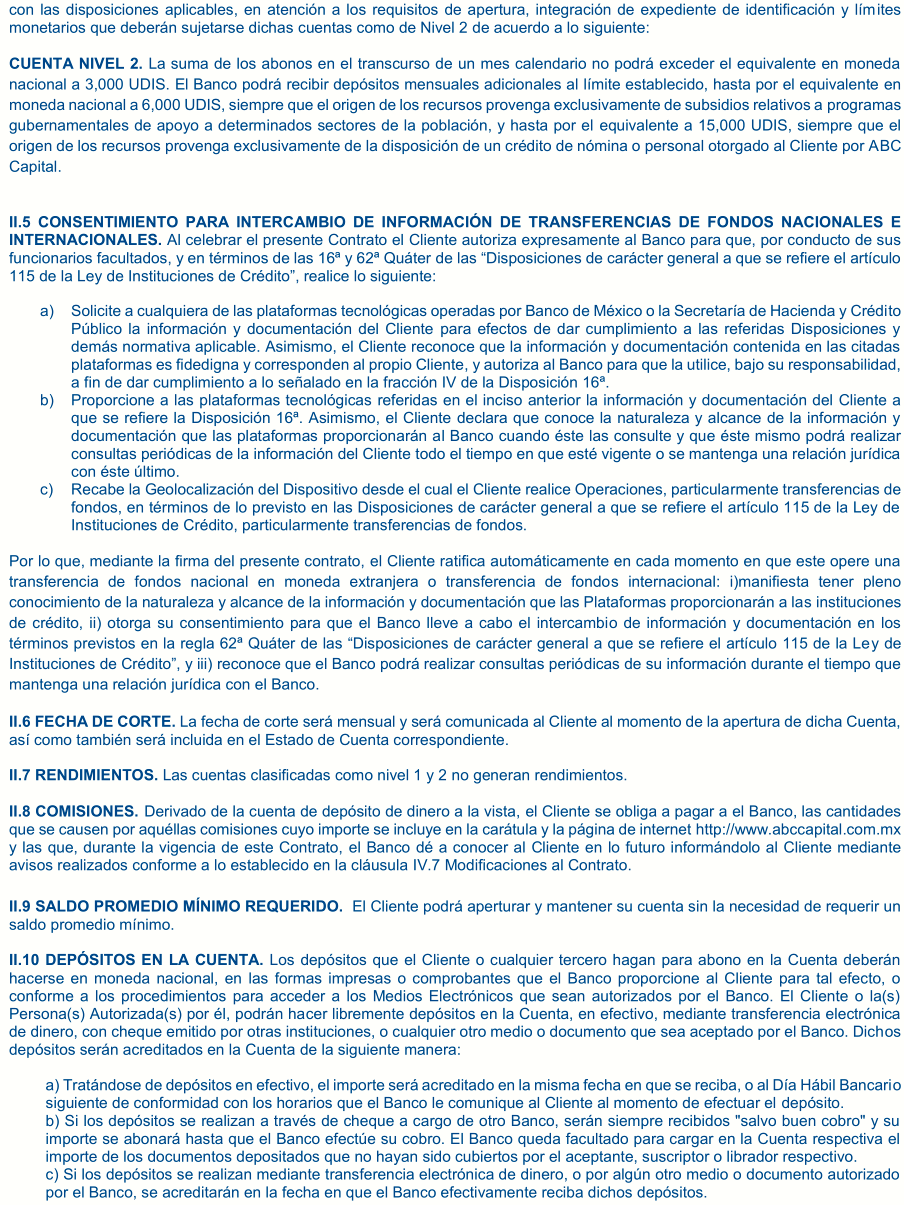 con las disposiciones aplicables, en atención a los requisitos de apertura, integración de expediente de identificación y límites
monetarios que deberán sujetarse dichas cuentas como de Nivel 2 de acuerdo a lo siguiente:
CUENTA NIVEL 2. La suma de los abonos en el transcurso de un mes calendario no podrá exceder el equivalente en moneda
nacional a 3,000 UDIS. El Banco podrá recibir depósitos mensuales adicionales al límite establecido, hasta por el equivalente en
moneda nacional a 6,000 UDIS, siempre que el origen de los recursos provenga exclusivamente de subsidios relativos a programas
gubernamentales de apoyo a determinados sectores de la población, y hasta por el equivalente a 15,000 UDIS, siempre que el
origen de los recursos provenga exclusivamente de la disposición de un crédito de nómina o personal otorgado al Cliente por ABC
Capital.
II.5 CONSENTIMIENTO PARA INTERCAMBIO DE INFORMACIÓN DE TRANSFERENCIAS DE FONDOS NACIONALES E
INTERNACIONALES. Al celebrar el presente Contrato el Cliente autoriza expresamente al Banco para que, por conducto de sus
funcionarios facultados, y en términos de las 16ª y 62ª Quáter de las “Disposiciones de carácter general a que se refiere el artículo
115 de la Ley de Instituciones de Crédito”, realice lo siguiente:
a) Solicite a cualquiera de las plataformas tecnológicas operadas por Banco de México o la Secretaría de Hacienda y Crédito
Público la información y documentación del Cliente para efectos de dar cumplimiento a las referidas Disposiciones y
demás normativa aplicable. Asimismo, el Cliente reconoce que la información y documentación contenida en las citadas
plataformas es fidedigna y corresponden al propio Cliente, y autoriza al Banco para que la utilice, bajo su responsabilidad,
a fin de dar cumplimiento a lo señalado en la fracción IV de la Disposición 16ª.
b) Proporcione a las plataformas tecnológicas referidas en el inciso anterior la información y documentación del Cliente a
que se refiere la Disposición 16ª. Asimismo, el Cliente declara que conoce la naturaleza y alcance de la información y
documentación que las plataformas proporcionarán al Banco cuando éste las consulte y que éste mismo podrá realizar
consultas periódicas de la información del Cliente todo el tiempo en que esté vigente o se mantenga una relación jurídica
con éste último.
c) Recabe la Geolocalización del Dispositivo desde el cual el Cliente realice Operaciones, particularmente transferencias de
fondos, en términos de lo previsto en las Disposiciones de carácter general a que se refiere el artículo 115 de la Ley de
Instituciones de Crédito, particularmente transferencias de fondos.
Por lo que, mediante la firma del presente contrato, el Cliente ratifica automáticamente en cada momento en que este opere una
transferencia de fondos nacional en moneda extranjera o transferencia de fondos internacional: i)manifiesta tener pleno
conocimiento de la naturaleza y alcance de la información y documentación que las Plataformas proporcionarán a las instituciones
de crédito, ii) otorga su consentimiento para que el Banco lleve a cabo el intercambio de información y documentación en los
términos previstos en la regla 62ª Quáter de las “Disposiciones de carácter general a que se refiere el artículo 115 de la Ley de
Instituciones de Crédito”, y iii) reconoce que el Banco podrá realizar consultas periódicas de su información durante el tiempo que
mantenga una relación jurídica con el Banco.
II.6 FECHA DE CORTE. La fecha de corte será mensual y será comunicada al Cliente al momento de la apertura de dicha Cuenta,
así como también será incluida en el Estado de Cuenta correspondiente.
II.7 RENDIMIENTOS. Las cuentas clasificadas como nivel 1 y 2 no generan rendimientos.
II.8 COMISIONES. Derivado de la cuenta de depósito de dinero a la vista, el Cliente se obliga a pagar a el Banco, las cantidades
que se causen por aquéllas comisiones cuyo importe se incluye en la carátula y la página de internet http://www.abccapital.com.mx
y las que, durante la vigencia de este Contrato, el Banco dé a conocer al Cliente en lo futuro informándolo al Cliente mediante
avisos realizados conforme a lo establecido en la cláusula IV.7 Modificaciones al Contrato.
II.9 SALDO PROMEDIO MÍNIMO REQUERIDO. El Cliente podrá aperturar y mantener su cuenta sin la necesidad de requerir un
saldo promedio mínimo.
II.10 DEPÓSITOS EN LA CUENTA. Los depósitos que el Cliente o cualquier tercero hagan para abono en la Cuenta deberán
hacerse en moneda nacional, en las formas impresas o comprobantes que el Banco proporcione al Cliente para tal efecto, o
conforme a los procedimientos para acceder a los Medios Electrónicos que sean autorizados por el Banco. El Cliente o la(s)
Persona(s) Autorizada(s) por él, podrán hacer libremente depósitos en la Cuenta, en efectivo, mediante transferencia electrónica
de dinero, con cheque emitido por otras instituciones, o cualquier otro medio o documento que sea aceptado por el Banco. Dichos
depósitos serán acreditados en la Cuenta de la siguiente manera:
a) Tratándose de depósitos en efectivo, el importe será acreditado en la misma fecha en que se reciba, o al Día Hábil Bancario
siguiente de conformidad con los horarios que el Banco le comunique al Cliente al momento de efectuar el depósito.
b) Si los depósitos se realizan a través de cheque a cargo de otro Banco, serán siempre recibidos "salvo buen cobro" y su
importe se abonará hasta que el Banco efectúe su cobro. El Banco queda facultado para cargar en la Cuenta respectiva el
importe de los documentos depositados que no hayan sido cubiertos por el aceptante, suscriptor o librador respectivo.
c) Si los depósitos se realizan mediante transferencia electrónica de dinero, o por algún otro medio o documento autorizado
por el Banco, se acreditarán en la fecha en que el Banco efectivamente reciba dichos depósitos.